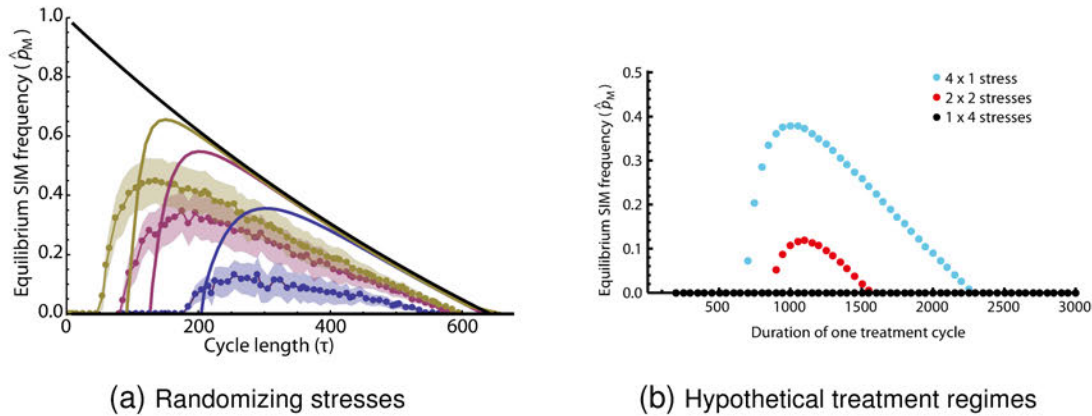 Equilibrium SIM frequency ( p̂M )
1.0
0.8
0.6
0.4
0.2
0.0
0
200
400
600
Cycle length (τ)
(a) Randomizing stresses
Equilibrium SIM frequency ( p̂M )
0.5
0.4
0.3
0.2
0.1
0.0
500
1000
1500
2000
2500
3000
Duration of one treatment cycle
4 x 1 stress
2 x 2 stresses
1 x 4 stresses
(b) Hypothetical treatment regimes